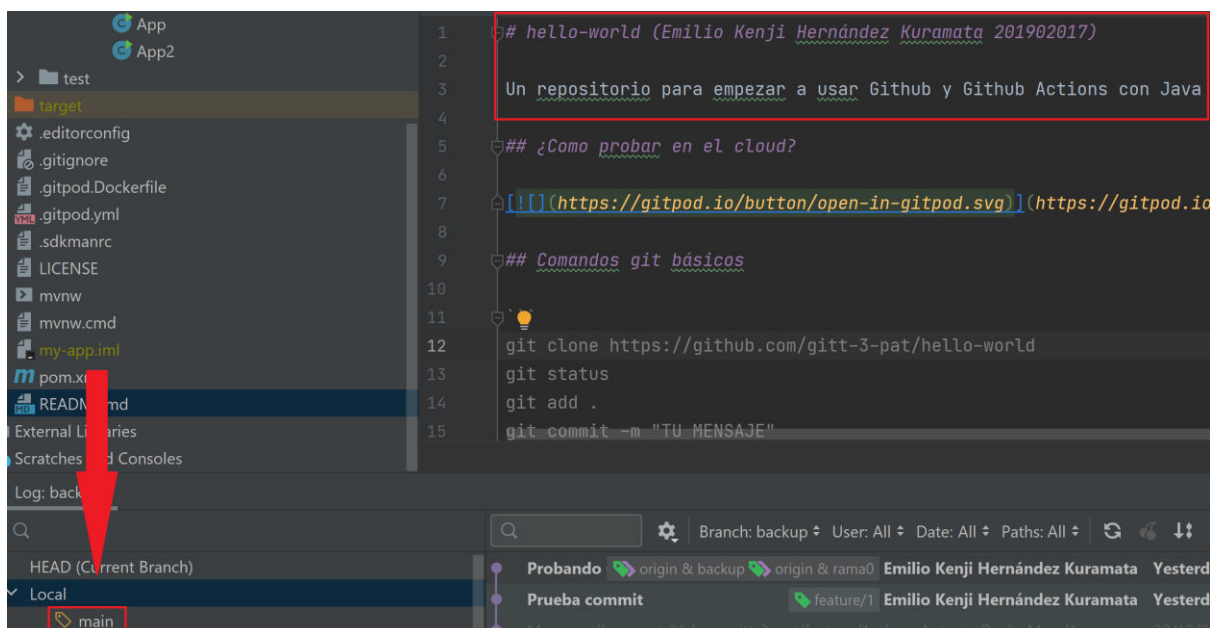 App
App2
test
target
.editorconfig
.gitignore
.gitpod.Dockerfile
.gitpod.yml
.sdkmanrc
LICENSE
mvnw
mvnw.cmd
my-app.iml
pom.x
README.md
External Libraries
Scratches and Consoles
1 # hello-world (Emilio Kenji Hernández Kuramata 201902017)
2
3 Un repositorio para empezar a usar Github y Github Actions con Java
4
5 ## ¿Como probar en el cloud?
6
7 [![](https://gitpod.io/button/open-in-gitpod.svg)](https://gitpod.io
8
9 ## Comandos git básicos
10
11 `
12 git clone https://github.com/gitt-3-pat/hello-world
13 git status
14 git add .
15 git commit -m "TU MENSAJE"
Log: back
HEAD (Current Branch)
Local
main
Branch: backup User: All Date: All Paths: All
Probando origin & backup origin & rama0 Emilio Kenji Hernández Kuramata Yesterd
Prueba commit feature/1 Emilio Kenji Hernández Kuramata Yesterd